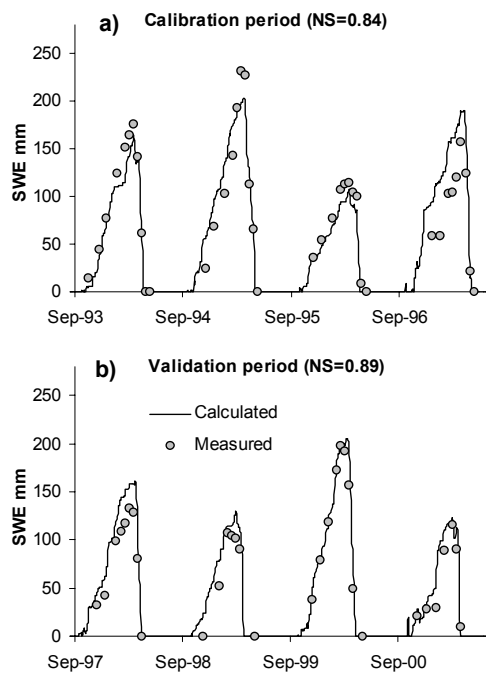 a) Calibration period (NS=0.84)
250
200
150
100
50
0
SWE mm
Sep-93 Sep-94 Sep-95 Sep-96
b) Validation period (NS=0.89)
250
200
150
100
50
0
SWE mm
Calculated
Measured
Sep-97 Sep-98 Sep-99 Sep-00